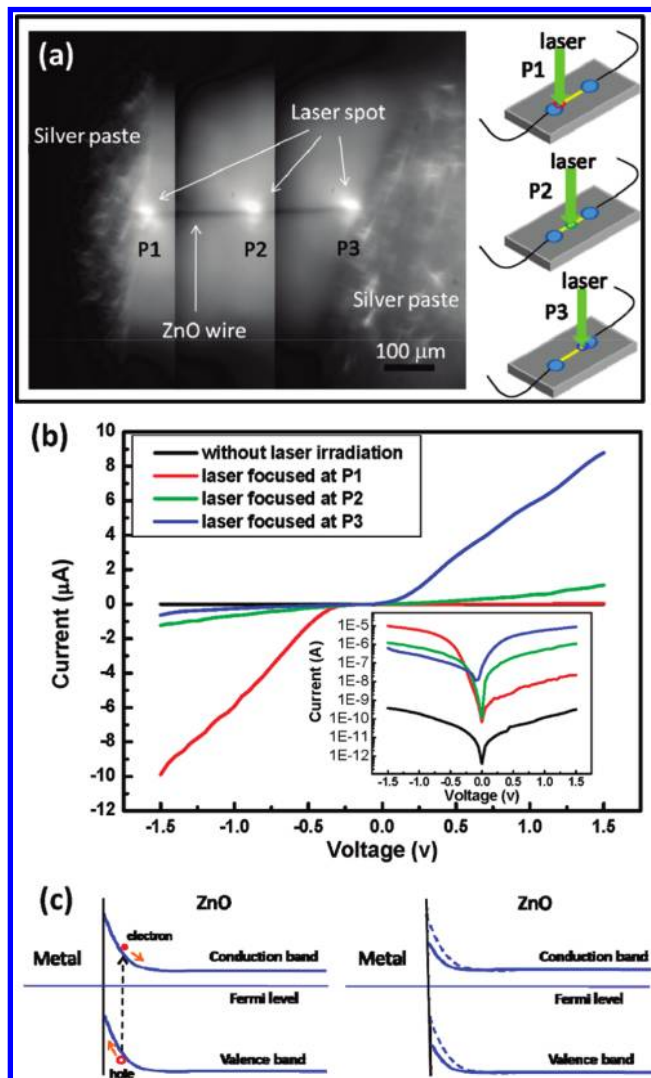 (a)
Silver paste
Laser spot
P1
P2
P3
ZnO wire
Silver paste
100 μm
laser
P1
laser
P2
laser
P3
(b)
10
8
6
4
2
0
-2
-4
-6
-8
-10
-12
Current (μA)
without laser irradiation
laser focused at P1
laser focused at P2
laser focused at P3
1E-5
1E-6
1E-7
1E-8
1E-9
1E-10
1E-11
1E-12
Current (A)
-1.5 -1.0 -0.5 0.0 0.5 1.0 1.5
Voltage (v)
-1.5 -1.0 -0.5 0.0 0.5 1.0 1.5
Voltage (v)
(c)
ZnO
electron
Metal
Conduction band
Fermi level
Valence band
hole
ZnO
Metal
Conduction band
Fermi level
Valence band